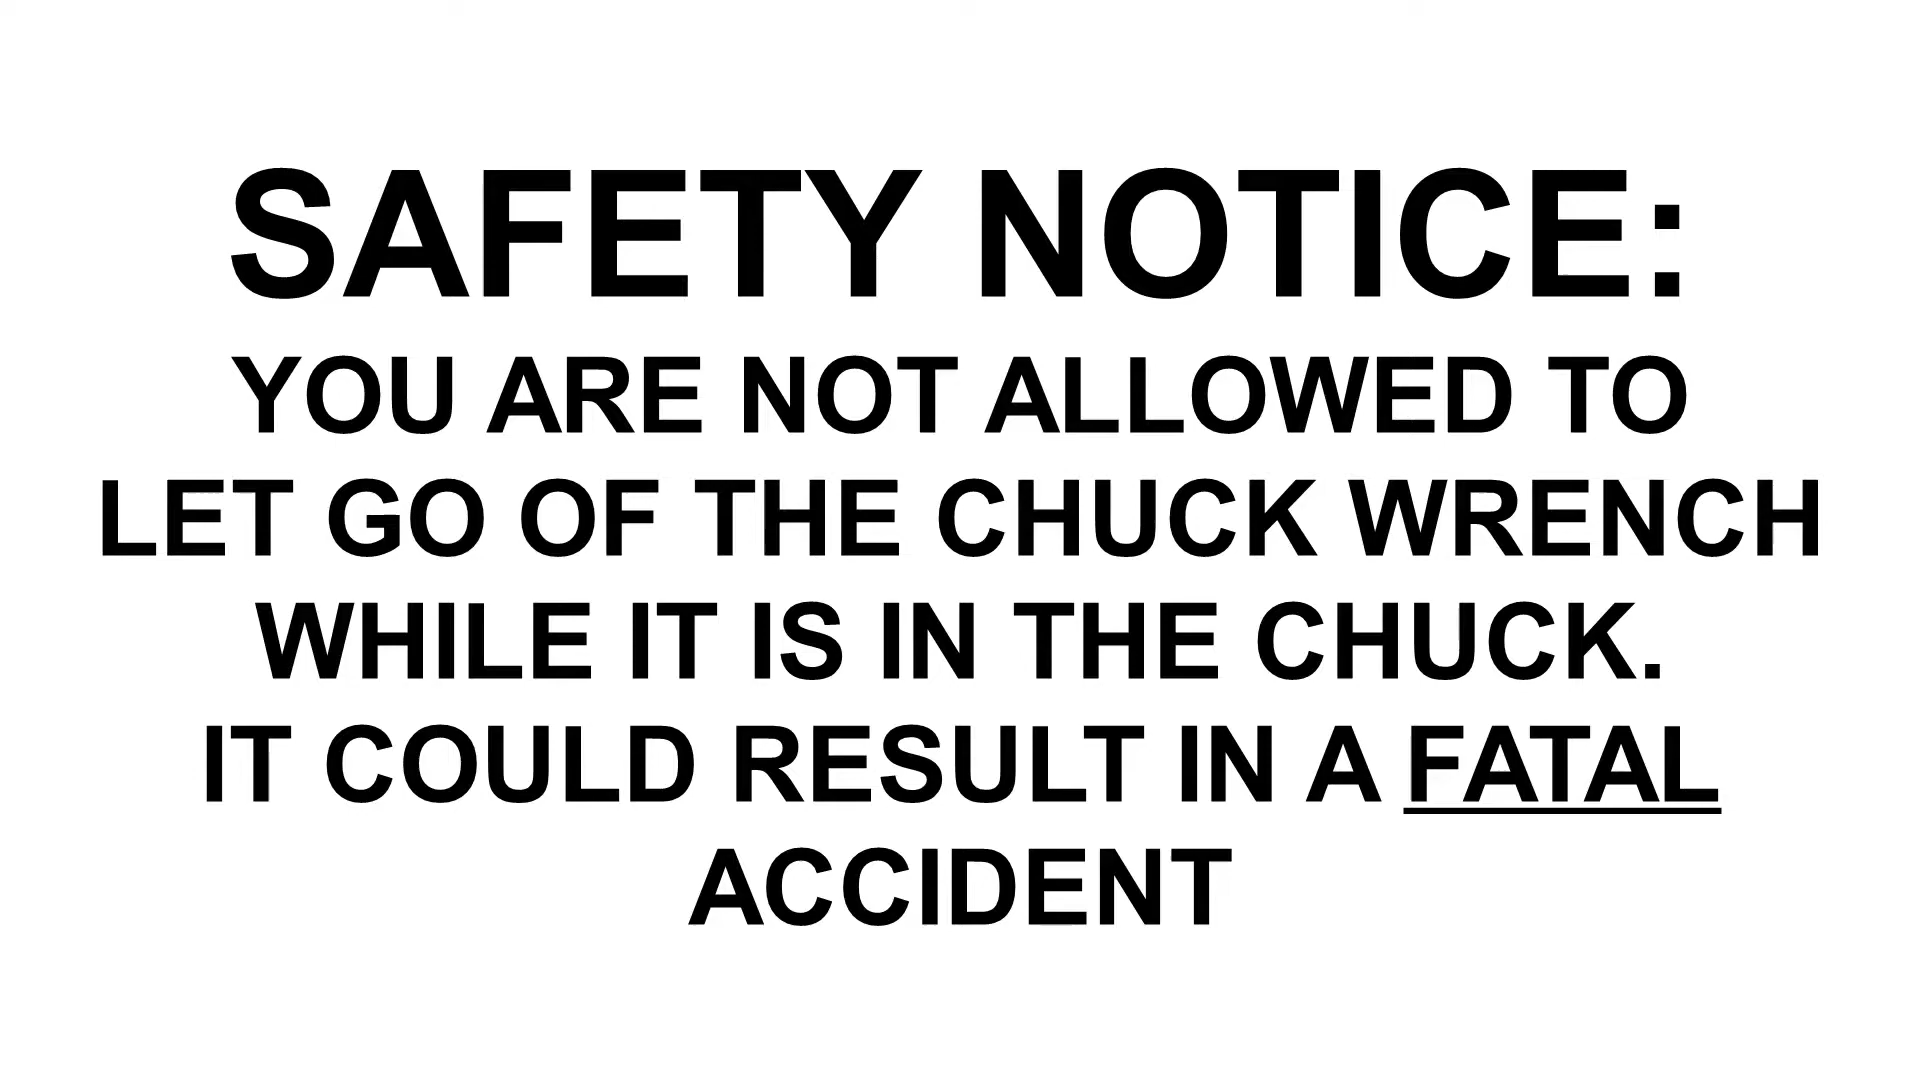 SAFETY NOTICE:
YOU ARE NOT ALLOWED TO
LET GO OF THE CHUCK WRENCH
WHILE IT IS IN THE CHUCK.
IT COULD RESULT IN A FATAL
ACCIDENT